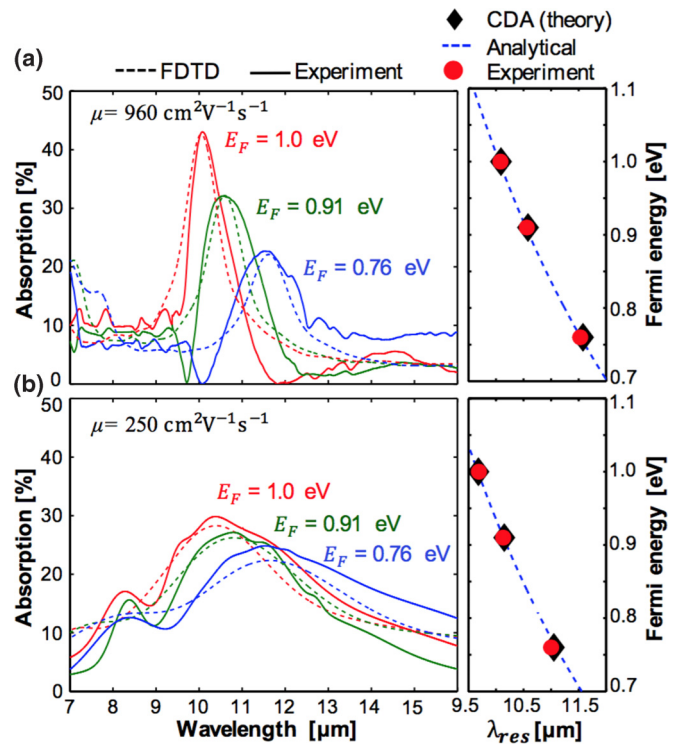 CDA (theory)
Analytical
Experiment
(a)
FDTD
Experiment
50
40
30
20
10
0
Absorption [%]
μ= 960 cm²V⁻¹s⁻¹
E_F = 1.0 eV
E_F = 0.91 eV
E_F = 0.76 eV
1.1
1.0
0.9
0.8
0.7
Fermi energy [eV]
(b)
50
40
30
20
10
0
Absorption [%]
μ= 250 cm²V⁻¹s⁻¹
E_F = 1.0 eV
E_F = 0.91 eV
E_F = 0.76 eV
7 8 9 10 11 12 13 14 15 16
Wavelength [μm]
1.1
1.0
0.9
0.8
0.7
Fermi energy [eV]
9.5 10.5 11.5
λres[μm]